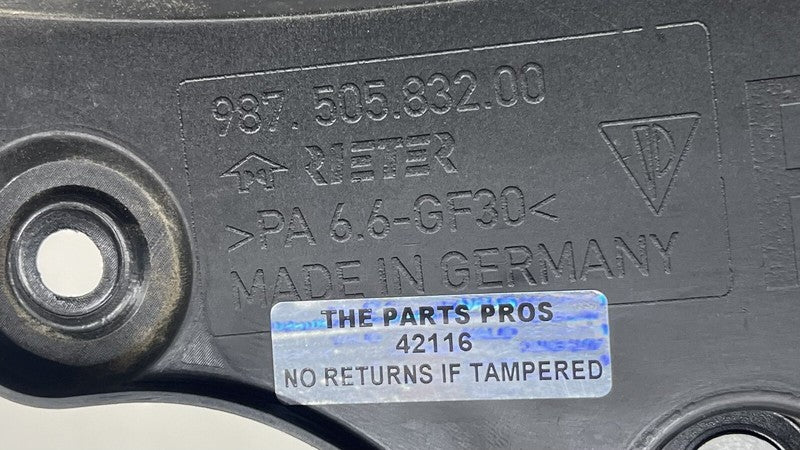 987.505.832.00
RIETER
>PA 6.6-GF30<
MADE IN GERMANY
THE PARTS PROS
42116
NO RETURNS IF TAMPERED